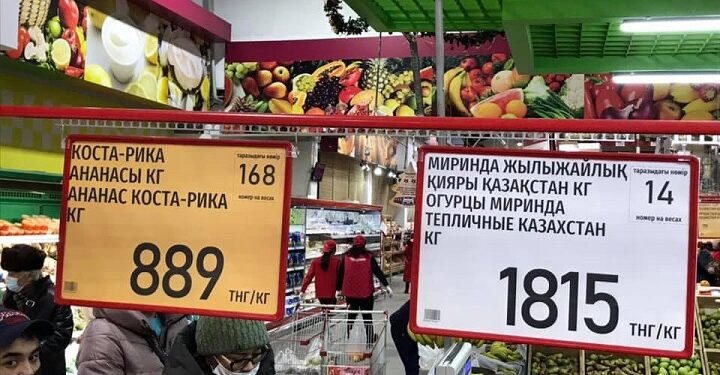 КОСТА-РИКА
АНАНАСЫ КГ
АНАНАС КОСТА-РИКА
КГ
таразыдағы нөмір
168
номер на весах
889
ТНГ/КГ
МИРИНДА ЖЫЛЫЖАЙЛЫҚ
ҚИЯРЫ ҚАЗАҚСТАН КГ
ОГУРЦЫ МИРИНДА
ТЕПЛИЧНЫЕ КАЗАХСТАН
КГ
таразыдағы нөмір
14
номер на весах
1815
ТНГ/КГ